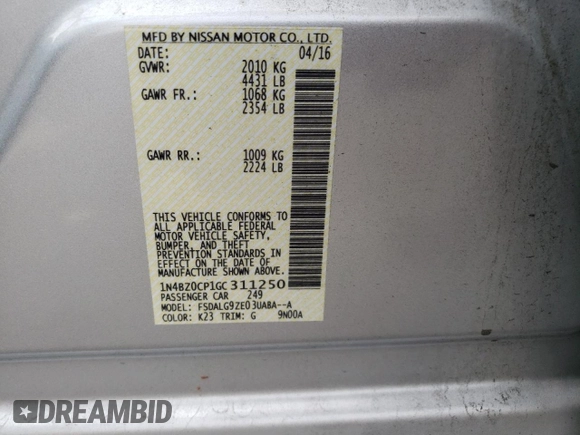 MFD BY NISSAN MOTOR CO., LTD.
DATE: 04/16
GVWR: 2010 KG
4431 LB
GAWR FR.: 1068 KG
2354 LB
GAWR RR.: 1009 KG
2224 LB
THIS VEHICLE CONFORMS TO
ALL APPLICABLE FEDERAL
MOTOR VEHICLE SAFETY,
BUMPER, AND THEFT
PREVENTION STANDARDS IN
EFFECT ON THE DATE OF
MANUFACTURE SHOWN ABOVE.
1N4BZ0CP1GC311250
PASSENGER CAR 249
MODEL: FSDALG9ZE03UABA--A
COLOR: K23 TRIM: G 9N00A
DREAMBID